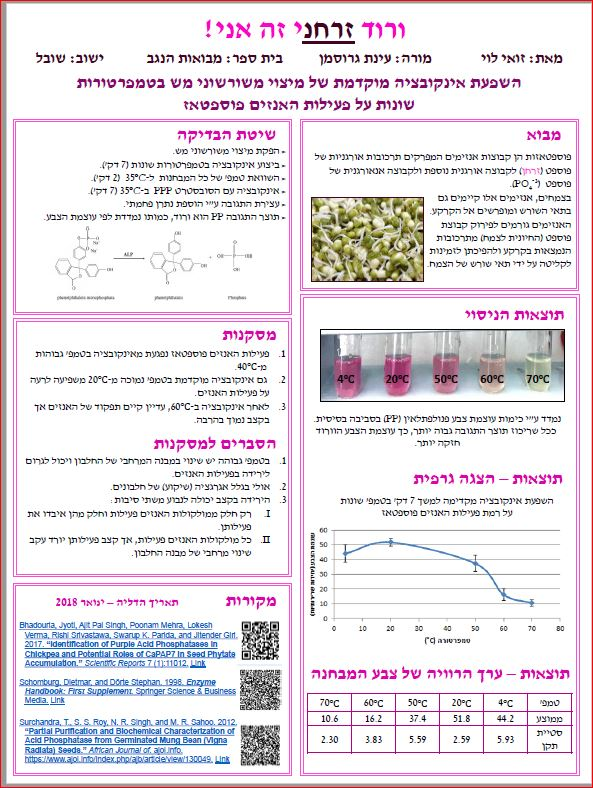 ורוד זרחני זה אני!
מאת: זואי לוי מורה: עינת גרוסמן בית ספר: מבואות הנגב ישוב: שובל
השפעת אינקובציה מוקדמת של מיצוי משורשוני מש בטמפרטורות
שונות על פעילות האנזים פוספטאז
מבוא
פוספטאזות הן קבוצות אנזימים המפרקים תרכובות אורגניות של
פוספט (זרחן) לקבוצה אורגנית נוספת ולקבוצה אנאורגנית של
פוספט (PO₄⁻³).
בצמחים, אנזימים אלו קיימים גם
בתאי השורש ומופרשים אל הקרקע.
האנזימים גורמים לפירוק קבוצת
פוספט (החיונית לצמח) מתרכובות
הנמצאות בקרקע ולהפיכתן לזמינות
לקליטה על ידי תאי שורש של הצמח.
שיטת הבדיקה
הפקת מיצוי משורשוני מש.
ביצוע אינקובציה בטמפרטורות שונות (7 דק').
השוואת טמפ' של כל המבחנות ל-35°C (2 דק').
אינקובציה עם הסובסטרט PPP ב-35°C (7 דק').
עצירת התגובה ע"י הוספת נתרן פחמתי.
תוצר התגובה PP הוא ורוד, כמותו נמדדת לפי עוצמת הצבע.
ALP
phenolphthalein monophosphate phenolphthalein Phosphate
תוצאות הניסוי
4°C 20°C 50°C 60°C 70°C
נמדד ע"י כימות עוצמת צבע פנולפתלאין (PP) בסביבה בסיסית.
ככל שריכוז תוצר התגובה גבוה יותר, כך עוצמת הצבע הוורוד
חזקה יותר.
תוצאות – הצגה גרפית
השפעת אינקובציה מקדימה למשך 7 דק' בטמפ' שונות
על רמת פעילות האנזים פוספטאז
60
50
40
30
20
10
0
0 20 40 60 80
טמפרטורה (°C)
תוצאות – ערך הרוויה של צבע המבחנה
טמפ' 4°C 20°C 50°C 60°C 70°C
ממוצע 44.2 51.8 37.4 16.2 10.6
סטיית תקן 5.93 2.59 5.59 3.83 2.30
מסקנות
1. פעילות האנזים פוספטאז נפגעת מאינקובציה בטמפ' גבוהות
מ-40°C.
2. גם אינקובציה מוקדמת בטמפ' נמוכה מ-20°C משפיעה לרעה
על פעילות האנזים.
3. לאחר אינקובציה ב-60°C, עדיין קיים תפקוד של האנזים אך
בקצב נמוך בהרבה.
הסברים למסקנות
1. בטמפ' גבוהה יש שינוי במבנה המרחבי של החלבון ויכול לגרום
לירידה בפעילות האנזים.
2. אולי בגלל אגרגציה (שיקוע) של חלבונים.
3. הירידה בקצב יכולה לנבוע משתי סיבות:
I. רק חלק ממולקולות האנזים פעילות וחלק מהן איבדו את
פעילותן.
II. כל מולקולות האנזים פעילות, אך קצב פעילותן יורד עקב
שינוי מרחבי של מבנה החלבון.
מקורות תאריך הדליה – ינואר 2018
Bhadouria, Jyoti, Ajit Pal Singh, Poonam Mehra, Lokesh
Verma, Rishi Srivastawa, Swarup K. Parida, and Jitender Giri.
2017. “Identification of Purple Acid Phosphatases in
Chickpea and Potential Roles of CaPAP7 in Seed Phytate
Accumulation.” Scientific Reports 7 (1):11012. Link
Schomburg, Dietmar, and Dörte Stephan. 1998. Enzyme
Handbook: First Supplement. Springer Science & Business
Media. Link
Surchandra, T., S. S. Roy, N. R. Singh, and M. R. Sahoo. 2012.
“Partial Purification and Biochemical Characterization of
Acid Phosphatase from Germinated Mung Bean (Vigna
Radiata) Seeds.” African Journal of. ajol.info.
https://www.ajol.info/index.php/ajb/article/view/130049. Link